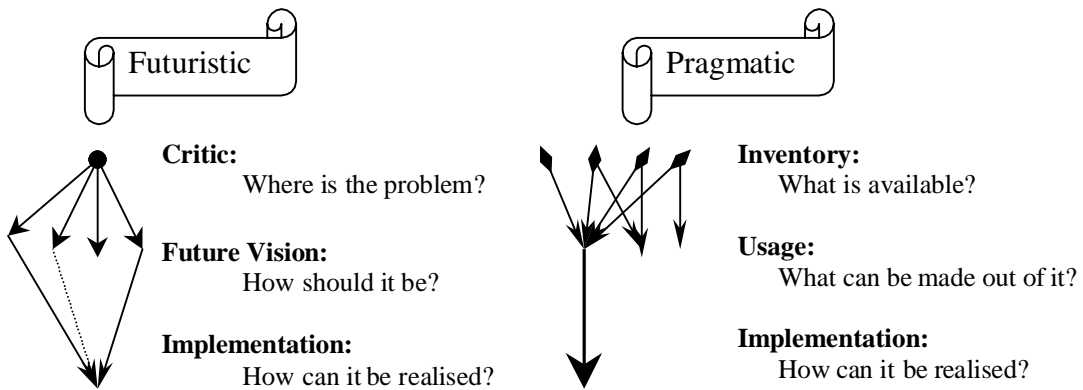 Futuristic
Critic:
Where is the problem?
Future Vision:
How should it be?
Implementation:
How can it be realised?
Pragmatic
Inventory:
What is available?
Usage:
What can be made out of it?
Implementation:
How can it be realised?